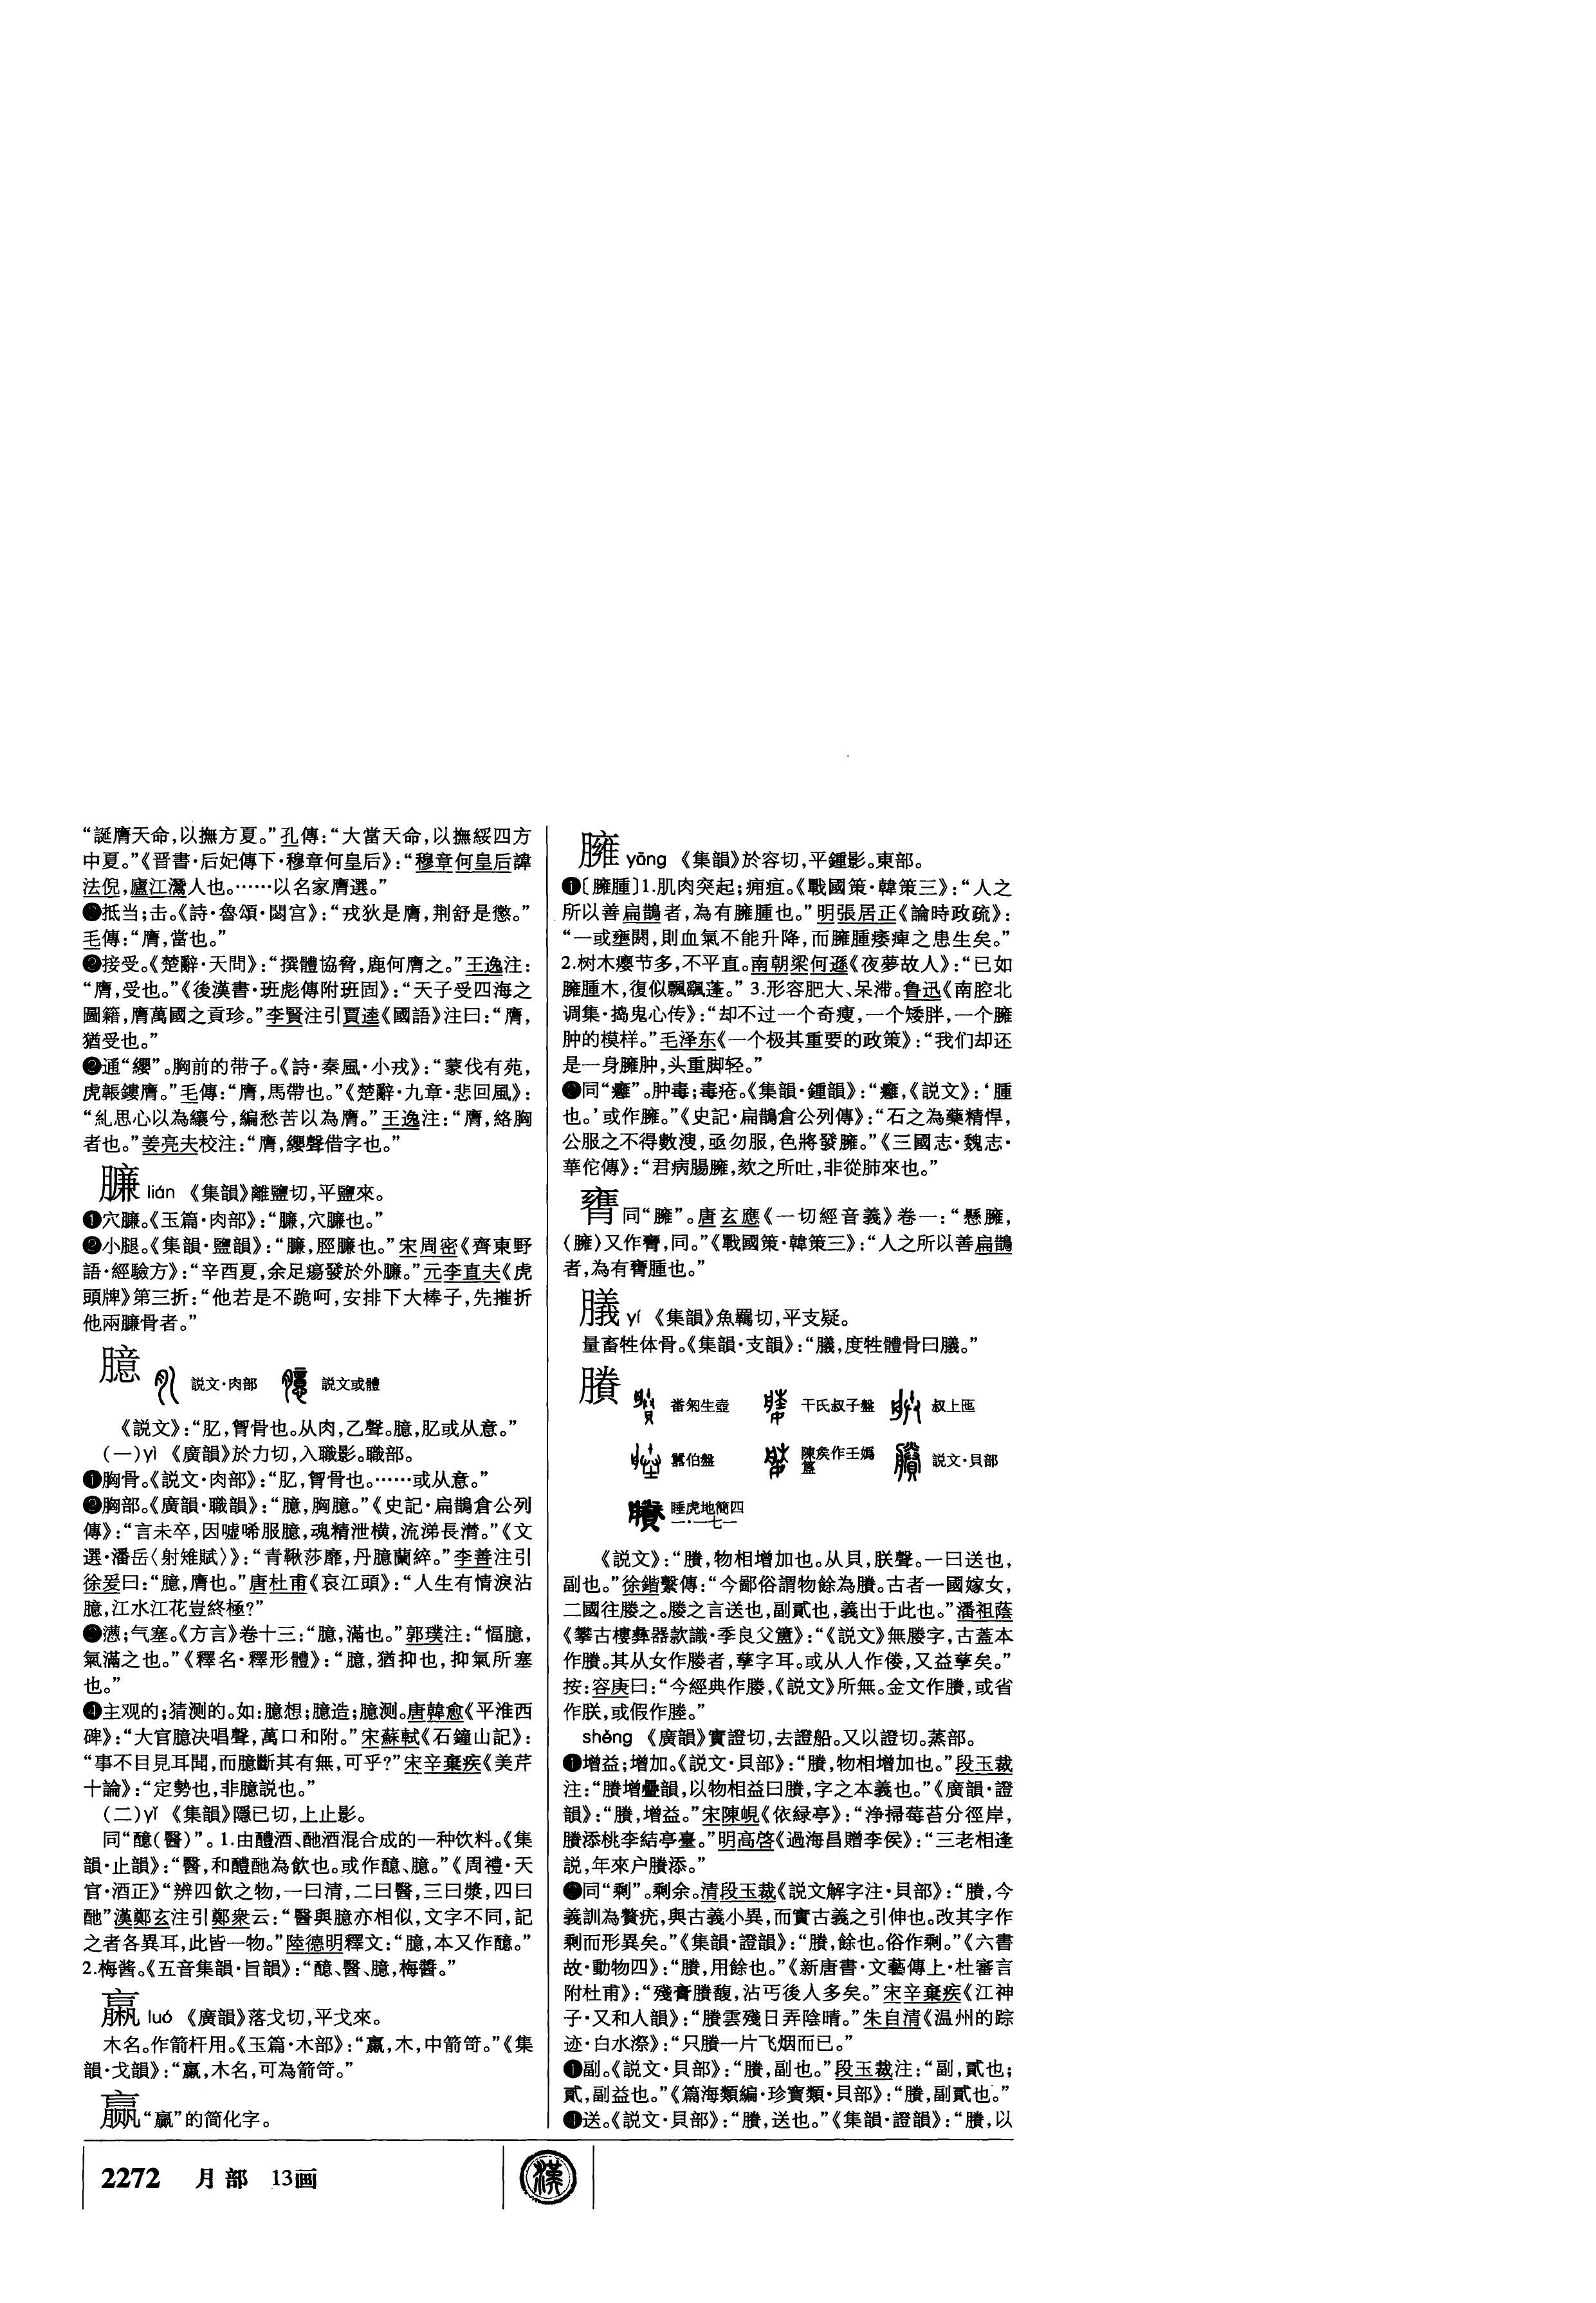 “誕膺天命，以撫方夏。”孔傳：“大當天命，以撫綏四方
中夏。”《晋書·后妃傳下·穆章何皇后》：“穆章何皇后諱
法倪，廬江灊人也。……以名家膺選。”
抵当；击。《詩·魯頌·閟宫》：“戎狄是膺，荆舒是懲。”
毛傳：“膺，當也。”
接受。《楚辭·天問》：“撰體協脅，鹿何膺之。”王逸注：
“膺，受也。”《後漢書·班彪傳附班固》：“天子受四海之
圖籍，膺萬國之貢珍。”李賢注引賈逵《國語》注曰：“膺，
猶受也。”
通“纓”。胸前的带子。《詩·秦風·小戎》：“蒙伐有苑，
虎韔鏤膺。”毛傳：“膺，馬帶也。”《楚辭·九章·悲回風》：
“糺思心以為纕兮，編愁苦以為膺。”王逸注：“膺，絡胸
者也。”姜亮夫校注：“膺，纓聲借字也。”
臁 lián 《集韻》離鹽切，平鹽來。
❶穴臁。《玉篇·肉部》：“臁，穴臁也。”
❷小腿。《集韻·鹽韻》：“臁，脛臁也。”宋周密《齊東野
語·經驗方》：“辛酉夏，余足瘍發於外臁。”元李直夫《虎
頭牌》第三折：“他若是不跪呵，安排下大棒子，先摧折
他兩臁骨者。”
臆 説文·肉部 説文或體
《説文》：“肊，胷骨也。从肉，乙聲。臆，肊或从意。”
（一）yì 《廣韻》於力切，入職影。職部。
❶胸骨。《説文·肉部》：“肊，胷骨也。……或从意。”
❷胸部。《廣韻·職韻》：“臆，胸臆。”《史記·扁鵲倉公列
傳》：“言未卒，因噓唏服臆，魂精泄横，流涕長潸。”《文
選·潘岳〈射雉賦〉》：“青鞦莎靡，丹臆蘭綷。”李善注引
徐爰曰：“臆，膺也。”唐杜甫《哀江頭》：“人生有情淚沾
臆，江水江花豈終極？”
懣；气塞。《方言》卷十三：“臆，滿也。”郭璞注：“愊臆，
氣滿之也。”《釋名·釋形體》：“臆，猶抑也，抑氣所塞
也。”
❹主观的；猜测的。如：臆想；臆造；臆测。唐韓愈《平淮西
碑》：“大官臆决唱聲，萬口和附。”宋蘇軾《石鐘山記》：
“事不目見耳聞，而臆斷其有無，可乎？”宋辛棄疾《美芹
十論》：“定勢也，非臆説也。”
（二）yǐ 《集韻》隱已切，上止影。
同“醷（醫）”。1.由醴酒、酏酒混合成的一种饮料。《集
韻·止韻》：“醫，和醴酏為飲也。或作醷、臆。”《周禮·天
官·酒正》“辨四飲之物，一曰清，二曰醫，三曰漿，四曰
酏”漢鄭玄注引鄭衆云：“醫與臆亦相似，文字不同，記
之者各異耳，此皆一物。”陸德明釋文：“臆，本又作醷。”
2.梅酱。《五音集韻·旨韻》：“醷、醫、臆，梅醬。”
luó 《廣韻》落戈切，平戈來。
木名。作箭杆用。《玉篇·木部》：“，木，中箭笴。”《集
韻·戈韻》：“，木名，可為箭笴。”
“”的简化字。
臃 yōng 《集韻》於容切，平鍾影。東部。
❶〔臃腫〕1.肌肉突起；痈疽。《戰國策·韓策三》：“人之
所以善扁鵲者，為有臃腫也。”明張居正《論時政疏》：
“一或壅閼，則血氣不能升降，而臃腫痿痺之患生矣。”
2.树木瘿节多，不平直。南朝梁何遜《夜夢故人》：“已如
臃腫木，復似飄飖蓬。”3.形容肥大、呆滞。鲁迅《南腔北
调集·捣鬼心传》：“却不过一个奇瘦，一个矮胖，一个臃
肿的模样。”毛泽东《一个极其重要的政策》：“我们却还
是一身臃肿，头重脚轻。”
同“癰”。肿毒；毒疮。《集韻·鍾韻》：“癰，《説文》：‘腫
也。’或作臃。”《史記·扁鵲倉公列傳》：“石之為藥精悍，
公服之不得數溲，亟勿服，色將發臃。”《三國志·魏志·
華佗傳》：“君病腸臃，欬之所吐，非從肺來也。”
同“臃”。唐玄應《一切經音義》卷一：“懸臃，
（臃）又作，同。”《戰國策·韓策三》：“人之所以善扁鵲
者，為有腫也。”
䑄 yí 《集韻》魚羈切，平支疑。
量畜牲体骨。《集韻·支韻》：“䑄，度牲體骨曰䑄。”
賸 番匊生壺 干氏叔子盤 叔上匜
嚚伯盤 陳矦作壬嬀簠 説文·貝部
睡虎地簡四一·一七一
《説文》：“賸，物相增加也。从貝，朕聲。一曰送也，
副也。”徐鍇繫傳：“今鄙俗謂物餘為賸。古者一國嫁女，
二國往媵之。媵之言送也，副貳也，義出于此也。”潘祖蔭
《攀古樓彝器款識·季良父簠》：“《説文》無媵字，古蓋本
作賸。其从女作媵者，孳字耳。或从人作倰，又益孳矣。”
按：容庚曰：“今經典作媵，《説文》所無。金文作賸，或省
作朕，或假作塍。”
shèng 《廣韻》實證切，去證船。又以證切。蒸部。
❶增益；增加。《説文·貝部》：“賸，物相增加也。”段玉裁
注：“賸增疊韻，以物相益曰賸，字之本義也。”《廣韻·證
韻》：“賸，增益。”宋陳峴《依緑亭》：“净掃莓苔分徑岸，
賸添桃李結亭臺。”明高啓《過海昌贈李侯》：“三老相逢
説，年來户賸添。”
同“剩”。剩余。清段玉裁《説文解字注·貝部》：“賸，今
義訓為贅疣，與古義小異，而實古義之引伸也。改其字作
剩而形異矣。”《集韻·證韻》：“賸，餘也。俗作剩。”《六書
故·動物四》：“賸，用餘也。”《新唐書·文藝傳上·杜審言
附杜甫》：“殘膏賸馥，沾丐後人多矣。”宋辛棄疾《江神
子·又和人韻》：“賸雲殘日弄陰晴。”朱自清《温州的踪
迹·白水漈》：“只賸一片飞烟而已。”
副。《説文·貝部》：“賸，副也。”段玉裁注：“副，貳也；
貳，副益也。”《篇海類編·珍寶類·貝部》：“賸，副貳也。”
❹送。《説文·貝部》：“賸，送也。”《集韻·證韻》：“賸，以
2272 月部 13画
漢